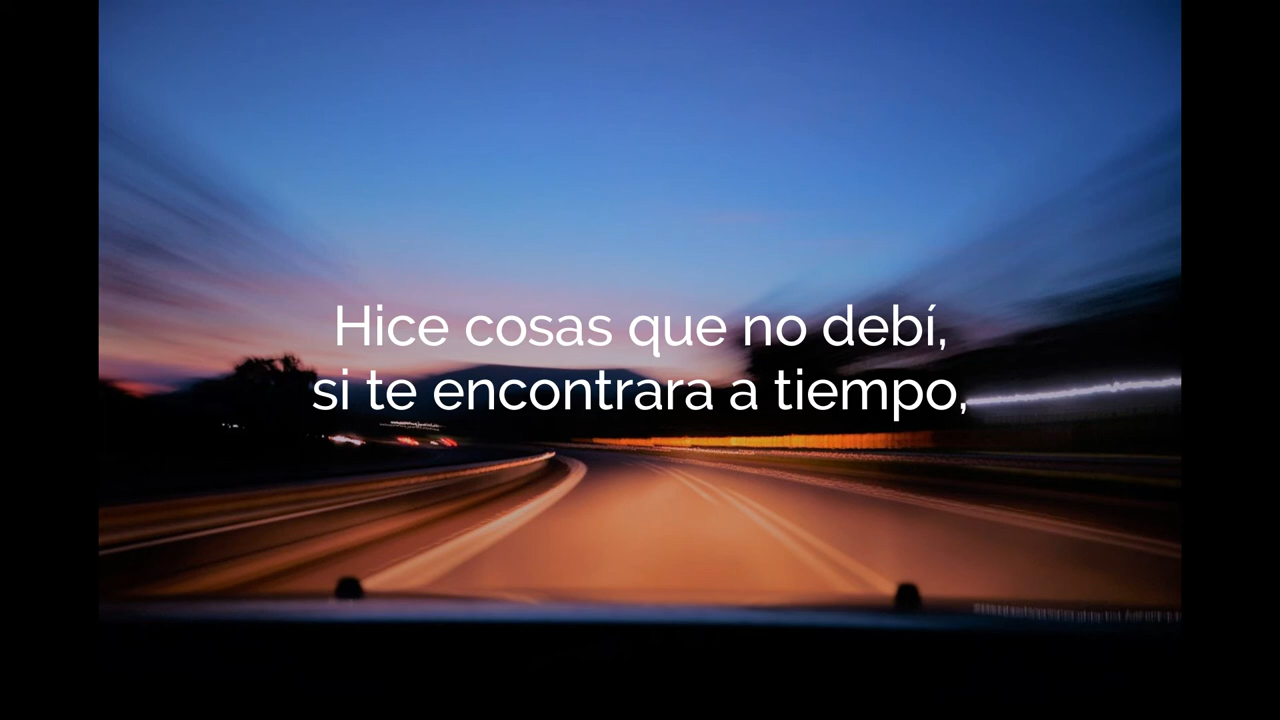 Hice cosas que no debí,
si te encontrara a tiempo,